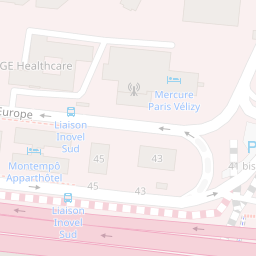 GE Healthcare
Mercure
Paris Vélizy
Europe
Liaison
Inovel
Sud
P
45
43
41 bis
Montempô
Apparthôtel
45
43
Liaison
Inovel
Sud